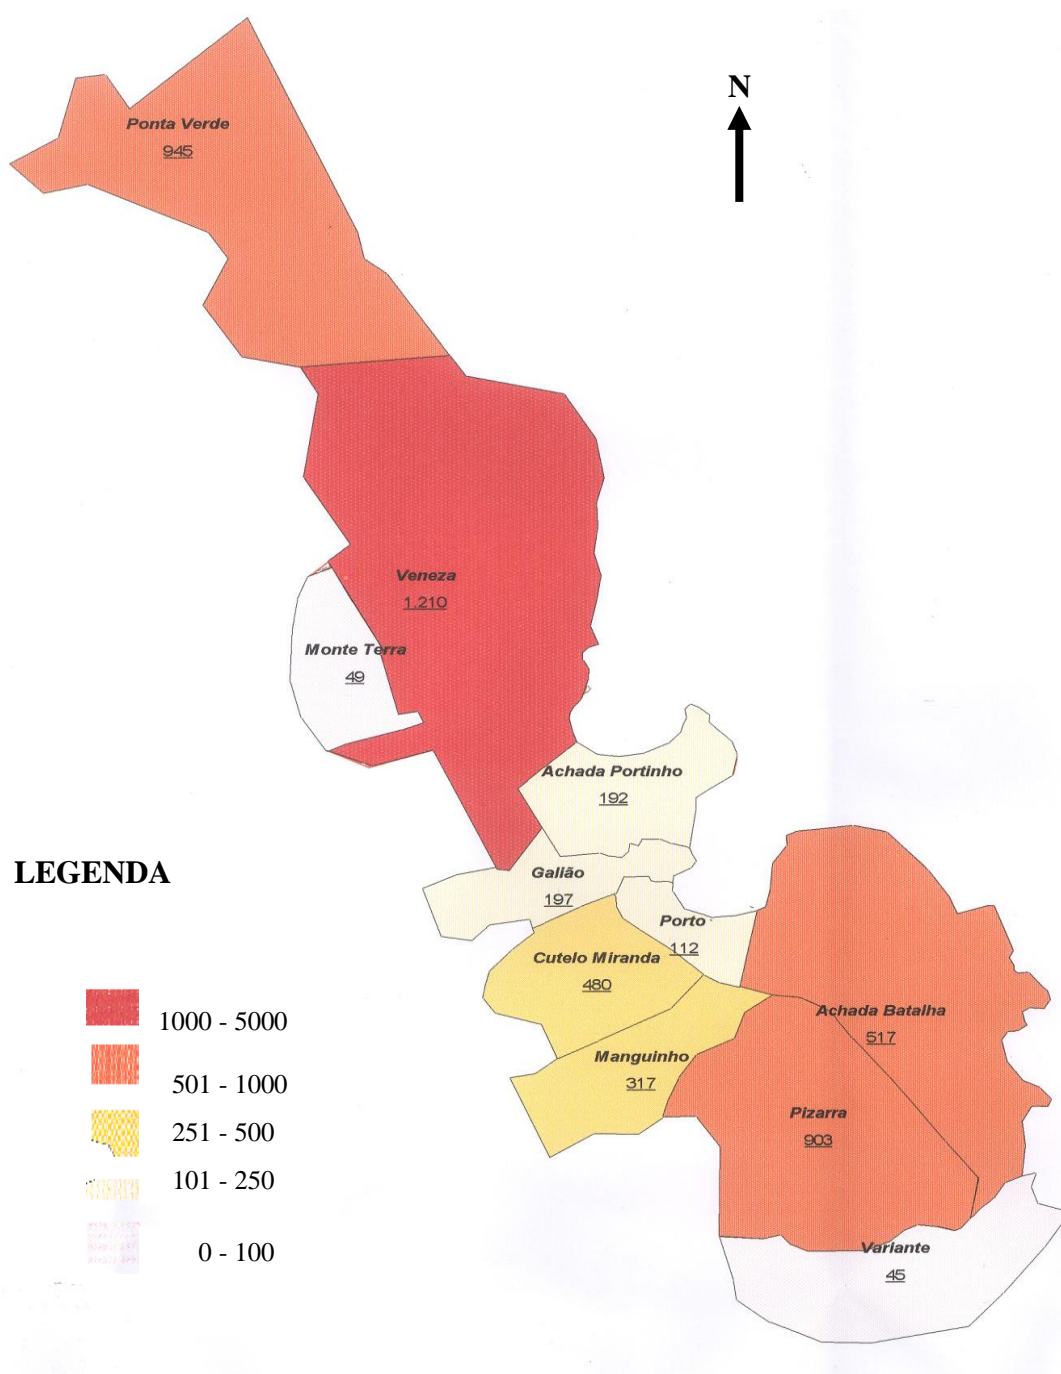 N
Ponta Verde
945
Veneza
1.210
Monte Terra
49
Achada Portinho
192
Galião
197
Porto
112
Cutelo Miranda
480
Achada Batalha
517
Manguinho
317
Pizarra
903
Variante
45
LEGENDA
1000 - 5000
501 - 1000
251 - 500
101 - 250
0 - 100